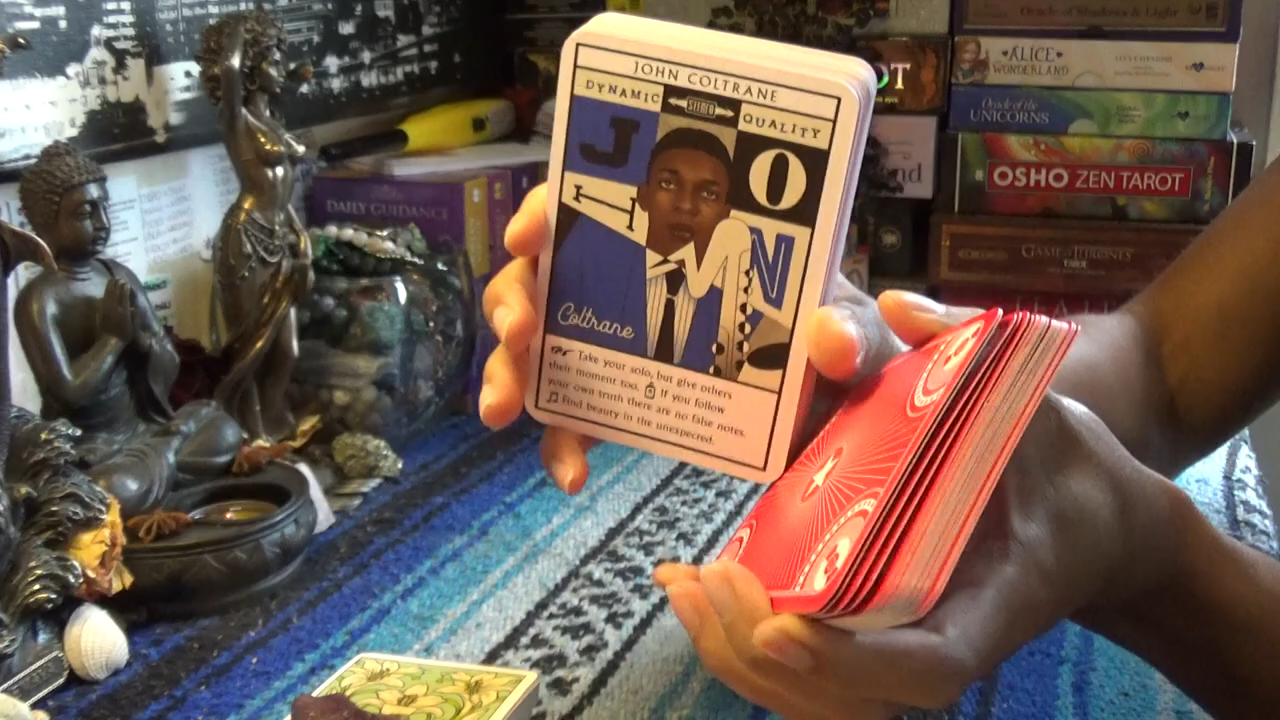 JOHN COLTRANE
DYNAMIC
SPEED
QUALITY
J O
H N
Coltrane
Take your solo, but give others
their moment too. If you follow
your own truth there are no false notes.
Find beauty in the unexpected.
DAILY GUIDANCE
Oracle of Shadows & Light
ALICE
WONDERLAND
Oracle of the
UNICORNS
OSHO ZEN TAROT
GAME OF THRONES
TAROT